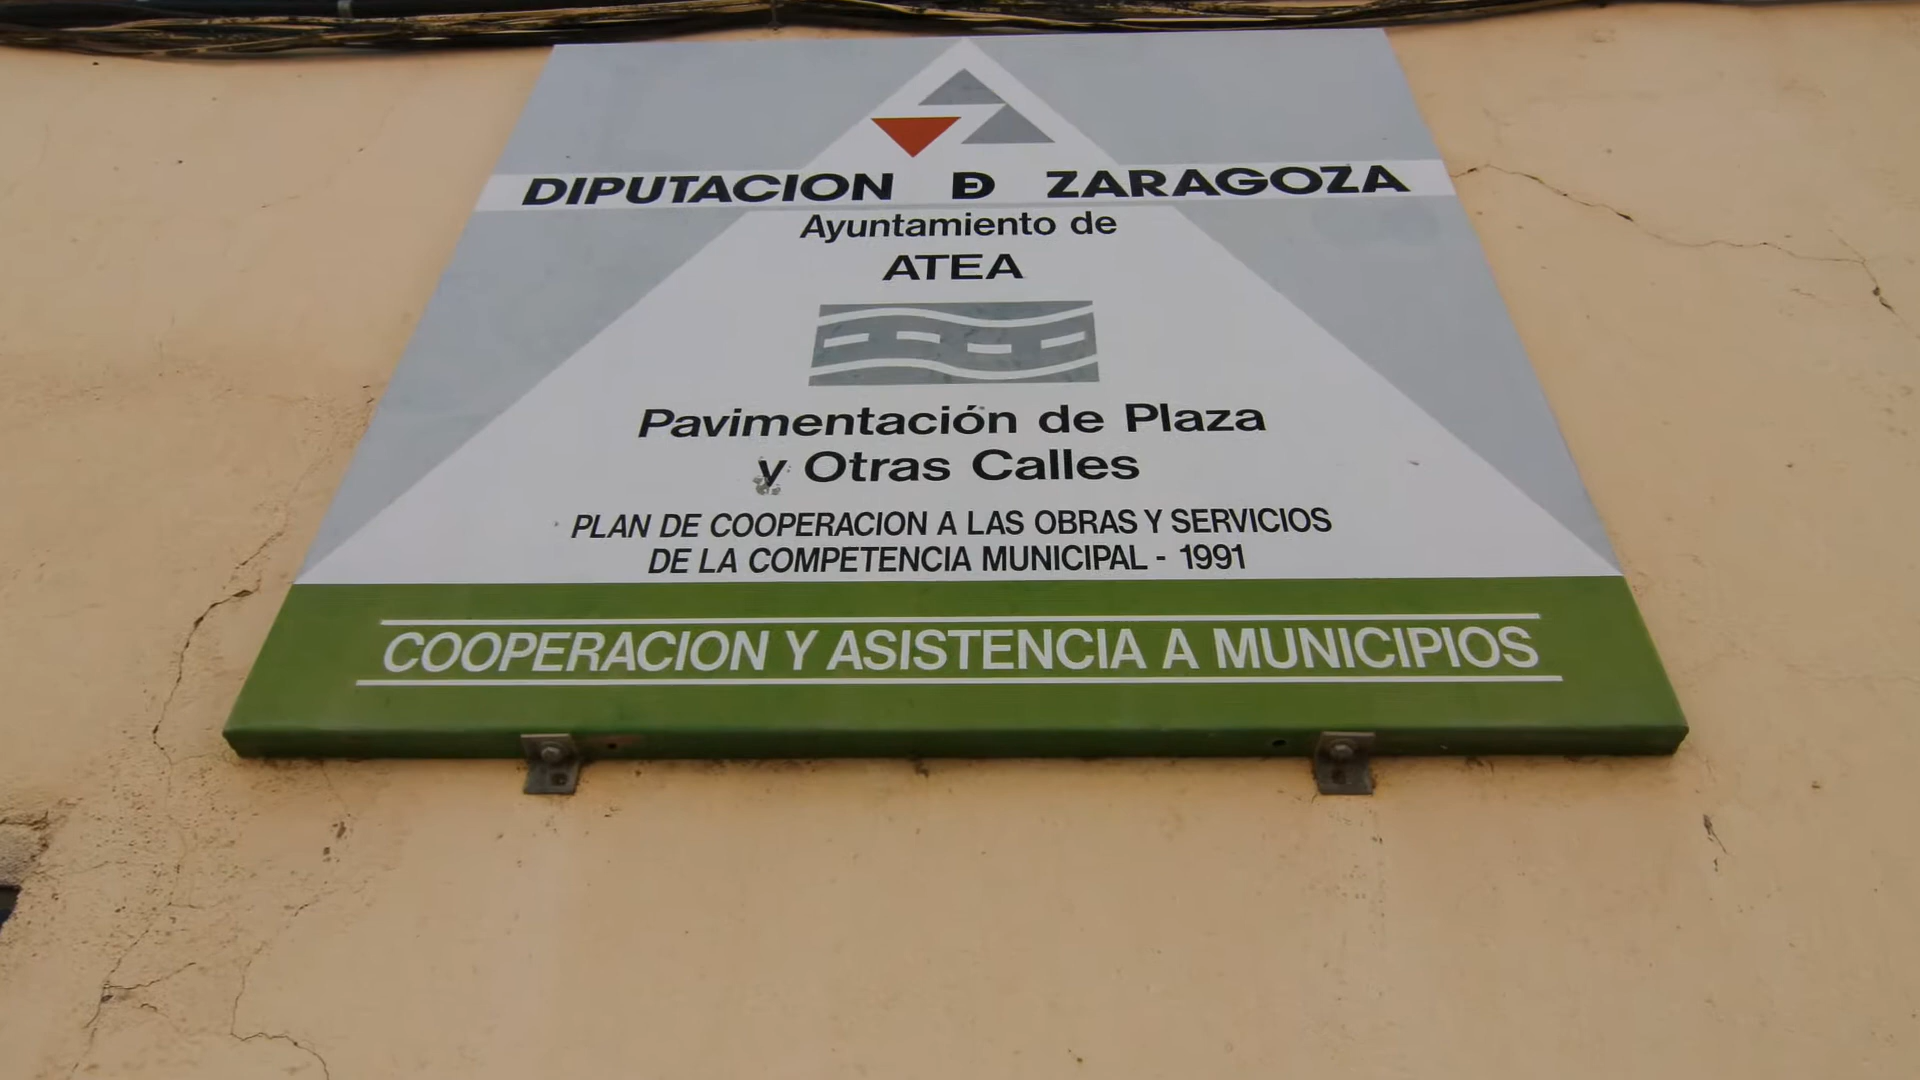 DIPUTACION DE ZARAGOZA
Ayuntamiento de
ATEA
Pavimentación de Plaza
y Otras Calles
PLAN DE COOPERACION A LAS OBRAS Y SERVICIOS
DE LA COMPETENCIA MUNICIPAL - 1991
COOPERACION Y ASISTENCIA A MUNICIPIOS